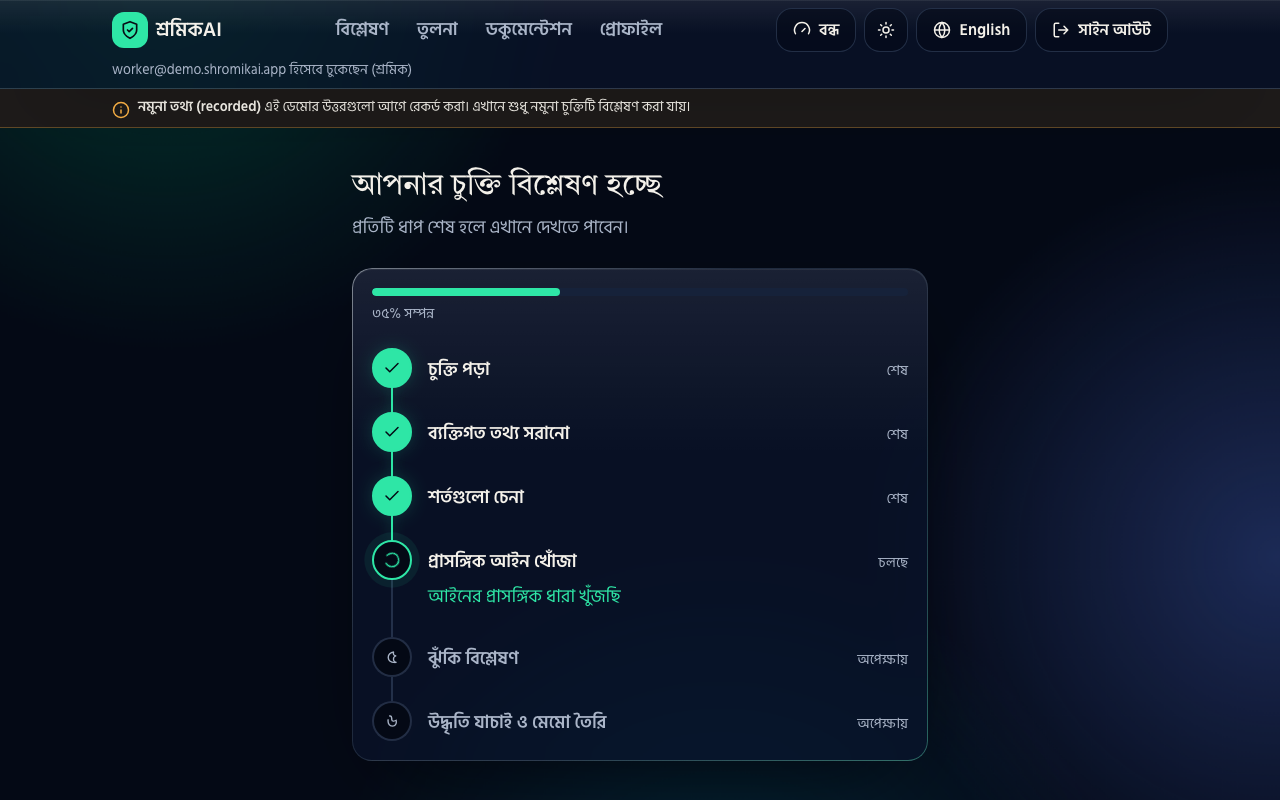 শ্রমিকAI
বিশ্লেষণ তুলনা ডকুমেন্টেশন প্রোফাইল
বন্ধ English সাইন আউট
worker@demo.shromikai.app হিসেবে ঢুকেছেন (শ্রমিক)
নমুনা তথ্য (recorded) এই ডেমোর উত্তরগুলো আগে রেকর্ড করা। এখানে শুধু নমুনা চুক্তিটি বিশ্লেষণ করা যায়।
আপনার চুক্তি বিশ্লেষণ হচ্ছে
প্রতিটি ধাপ শেষ হলে এখানে দেখতে পাবেন।
৩৫% সম্পন্ন
চুক্তি পড়া শেষ
ব্যক্তিগত তথ্য সরানো শেষ
শর্তগুলো চেনা শেষ
প্রাসঙ্গিক আইন খোঁজা চলছে
আইনের প্রাসঙ্গিক ধারা খুঁজছি
৫ ঝুঁকি বিশ্লেষণ অপেক্ষায়
৬ উদ্ধৃতি যাচাই ও মেমো তৈরি অপেক্ষায়